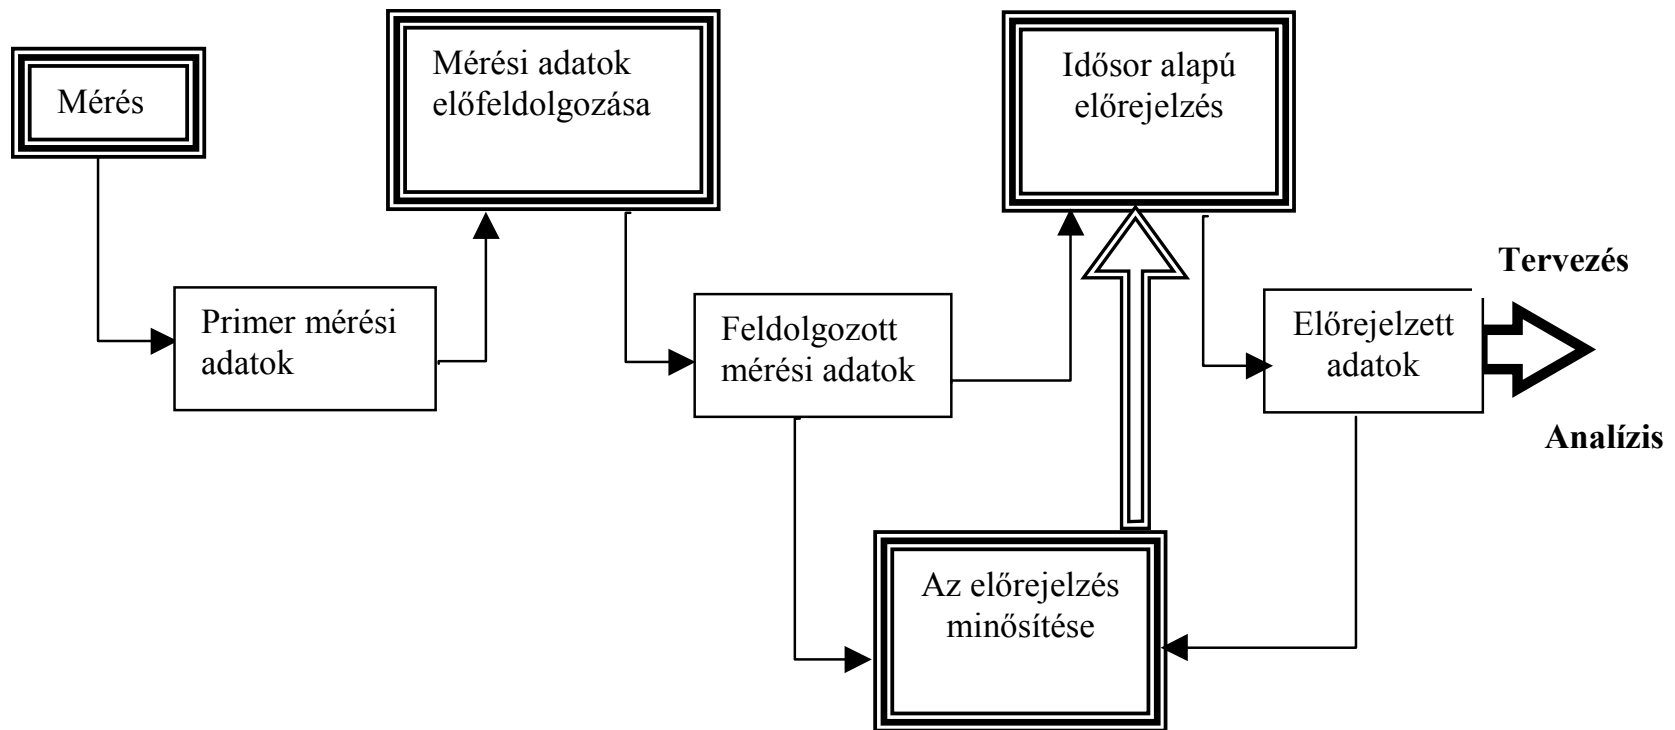 Mérés
Mérési adatok
előfeldolgozása
Idősor alapú
előrejelzés
Tervezés
Primer mérési
adatok
Feldolgozott
mérési adatok
Előrejelzett
adatok
Analízis
Az előrejelzés
minősítése